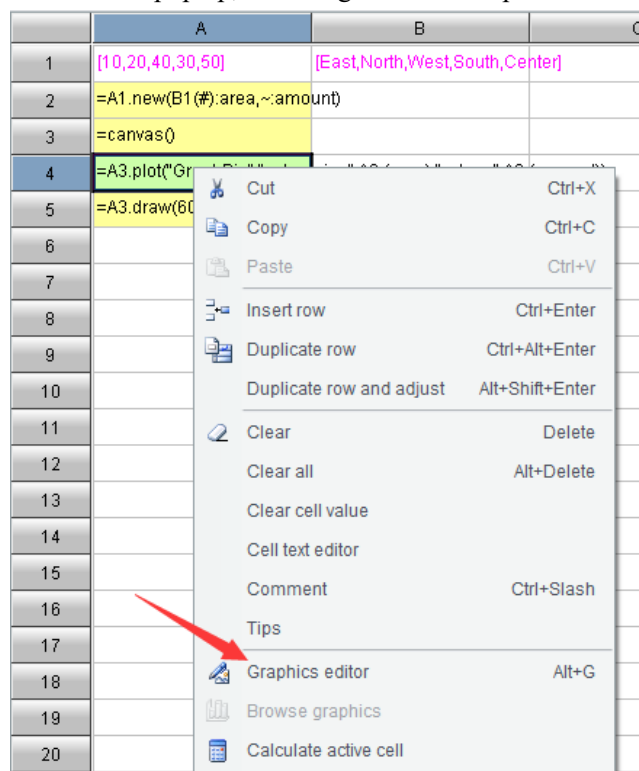 A B
1 [10,20,40,30,50] [East,North,West,South,Center]
2 =A1.new(B1(#):area,~:amount)
3 =canvas()
4 =A3.plot("Gr
5 =A3.draw(60
6
7
8
9
10
11
12
13
14
15
16
17
18
19
20
Cut Ctrl+X
Copy Ctrl+C
Paste Ctrl+V
Insert row Ctrl+Enter
Duplicate row Ctrl+Alt+Enter
Duplicate row and adjust Alt+Shift+Enter
Clear Delete
Clear all Alt+Delete
Clear cell value
Cell text editor
Comment Ctrl+Slash
Tips
Graphics editor Alt+G
Browse graphics
Calculate active cell